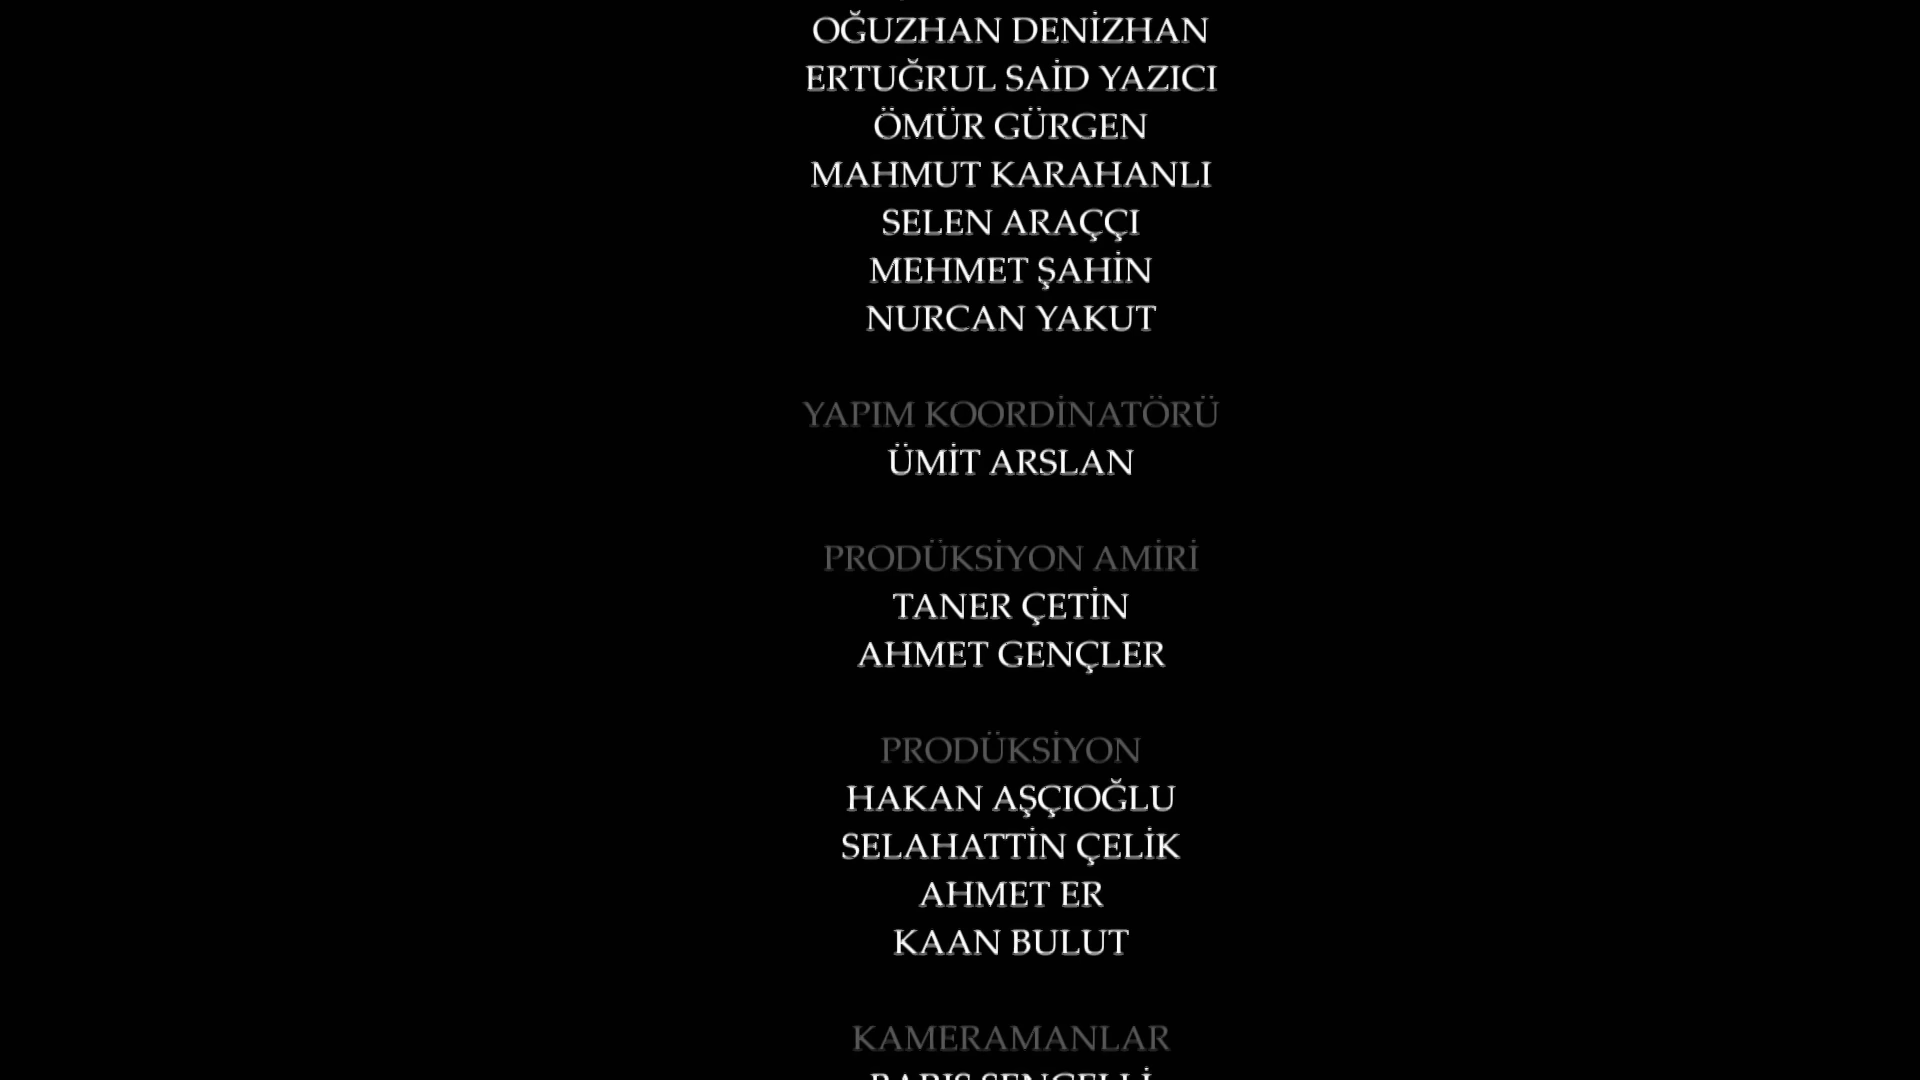 OĞUZHAN DENİZHAN
ERTUĞRUL SAİD YAZICI
ÖMÜR GÜRGEN
MAHMUT KARAHANLI
SELEN ARAÇÇI
MEHMET ŞAHİN
NURCAN YAKUT
YAPIM KOORDİNATÖRÜ
ÜMİT ARSLAN
PRODÜKSİYON AMİRİ
TANER ÇETİN
AHMET GENÇLER
PRODÜKSİYON
HAKAN AŞÇIOĞLU
SELAHATTİN ÇELİK
AHMET ER
KAAN BULUT
KAMERAMANLAR